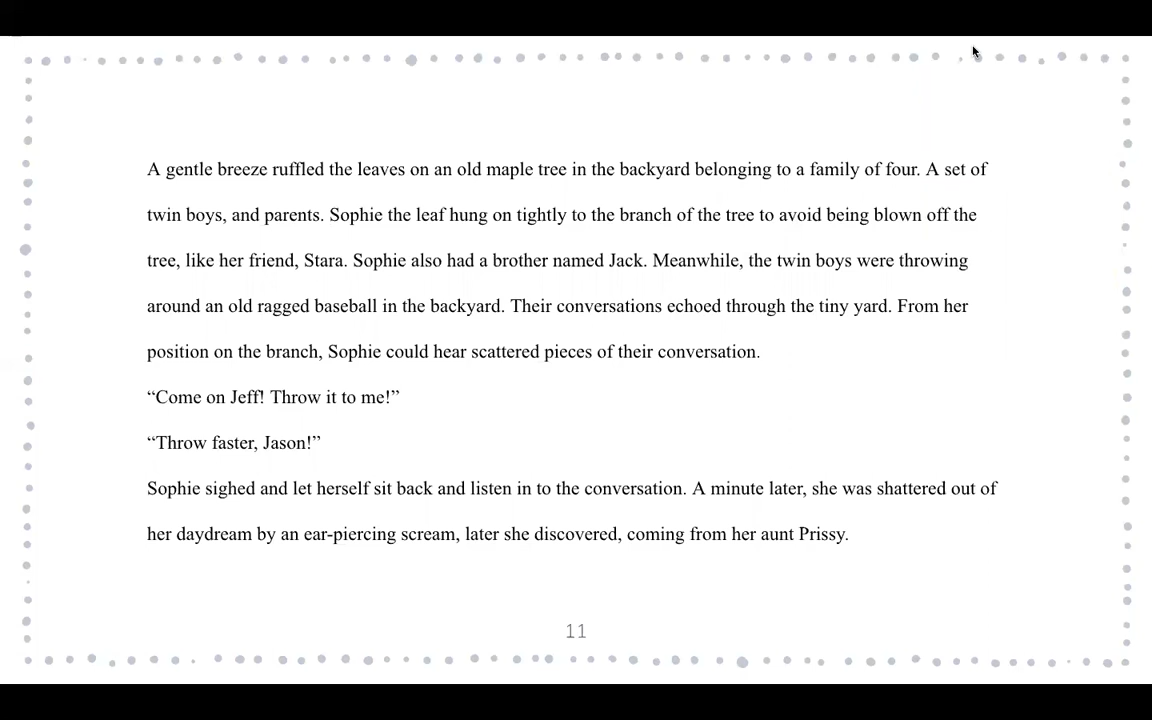 A gentle breeze ruffled the leaves on an old maple tree in the backyard belonging to a family of four. A set of
twin boys, and parents. Sophie the leaf hung on tightly to the branch of the tree to avoid being blown off the
tree, like her friend, Stara. Sophie also had a brother named Jack. Meanwhile, the twin boys were throwing
around an old ragged baseball in the backyard. Their conversations echoed through the tiny yard. From her
position on the branch, Sophie could hear scattered pieces of their conversation.
“Come on Jeff! Throw it to me!”
“Throw faster, Jason!”
Sophie sighed and let herself sit back and listen in to the conversation. A minute later, she was shattered out of
her daydream by an ear-piercing scream, later she discovered, coming from her aunt Prissy.
11